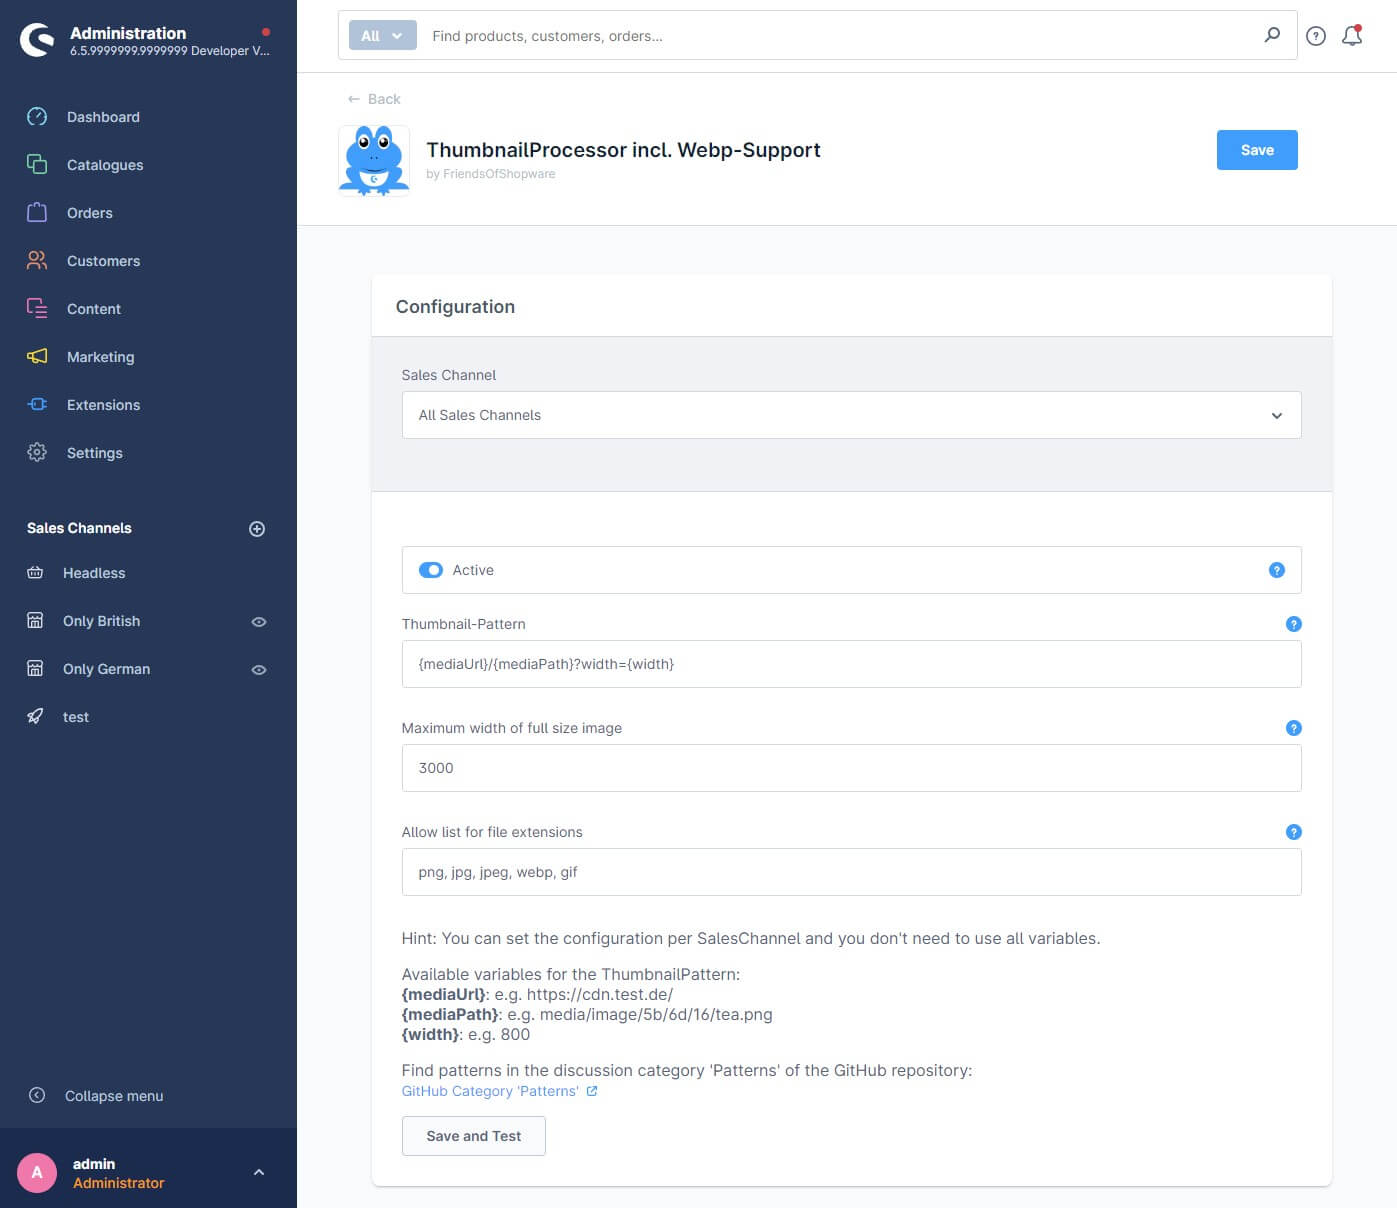 Administration
6.5.9999999.9999999 Developer V...
Dashboard
Catalogues
Orders
Customers
Content
Marketing
Extensions
Settings
Sales Channels
Headless
Only British
Only German
test
Collapse menu
A
admin
Administrator
All
Find products, customers, orders...
Back
ThumbnailProcessor incl. Webp-Support
by FriendsOfShopware
Save
Configuration
Sales Channel
All Sales Channels
Active
Thumbnail-Pattern
{mediaUrl}/{mediaPath}?width={width}
Maximum width of full size image
3000
Allow list for file extensions
png, jpg, jpeg, webp, gif
Hint: You can set the configuration per SalesChannel and you don't need to use all variables.
Available variables for the ThumbnailPattern:
{mediaUrl}: e.g. https://cdn.test.de/
{mediaPath}: e.g. media/image/5b/6d/16/tea.png
{width}: e.g. 800
Find patterns in the discussion category 'Patterns' of the GitHub repository:
GitHub Category 'Patterns'
Save and Test